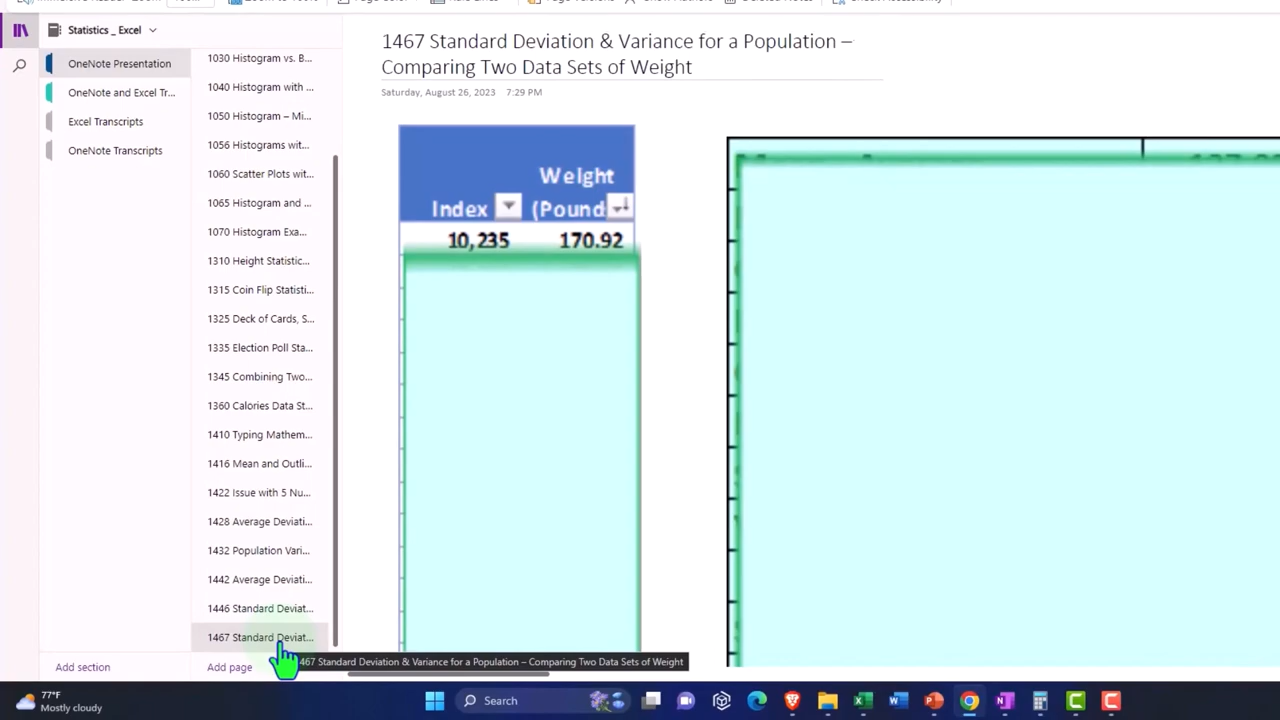 Statistics _ Excel
OneNote Presentation
OneNote and Excel Tr...
Excel Transcripts
OneNote Transcripts
Add section
1030 Histogram vs. B...
1040 Histogram with ...
1050 Histogram – Mi...
1056 Histograms wit...
1060 Scatter Plots wit...
1065 Histogram and ...
1070 Histogram Exa...
1310 Height Statistic...
1315 Coin Flip Statisti...
1325 Deck of Cards, S...
1335 Election Poll Sta...
1345 Combining Two...
1360 Calories Data St...
1410 Typing Mathem...
1416 Mean and Outli...
1422 Issue with 5 Nu...
1428 Average Deviati...
1432 Population Vari...
1442 Average Deviati...
1446 Standard Deviat...
1467 Standard Deviat...
Add page
467 Standard Deviation & Variance for a Population – Comparing Two Data Sets of Weight
1467 Standard Deviation & Variance for a Population –
Comparing Two Data Sets of Weight
Saturday, August 26, 2023 7:29 PM
Weight
Index (Pound
10,235 170.92
77°F
Mostly cloudy
Search